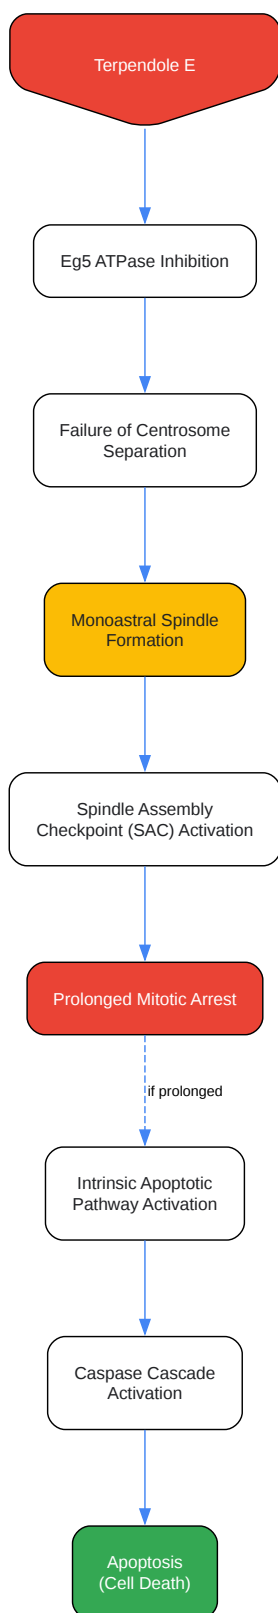 Terpendole E
Eg5 ATPase Inhibition
Failure of Centrosome
Separation
Monoastral Spindle
Formation
Spindle Assembly
Checkpoint (SAC) Activation
Prolonged Mitotic Arrest
if prolonged
Intrinsic Apoptotic
Pathway Activation
Caspase Cascade
Activation
Apoptosis
(Cell Death)